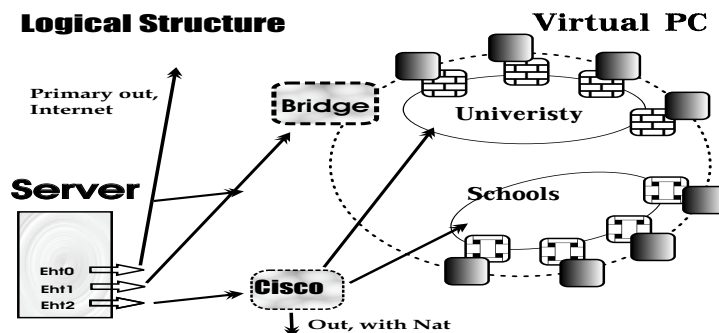 Logical Structure
Virtual PC
Primary out,
Internet
Bridge
Univeristy
Server
Schools
Eht0
Eht1
Eht2
Cisco
Out, with Nat